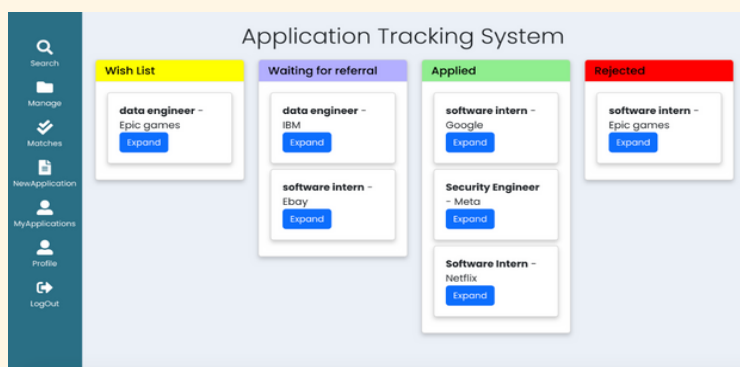 Application Tracking System
Search
Manage
Matches
NewApplication
MyApplications
Profile
LogOut
Wish List
data engineer -
Epic games
Expand
Waiting for referral
data engineer -
IBM
Expand
software intern -
Ebay
Expand
Applied
software intern -
Google
Expand
Security Engineer
- Meta
Expand
Software Intern -
Netflix
Expand
Rejected
software intern -
Epic games
Expand